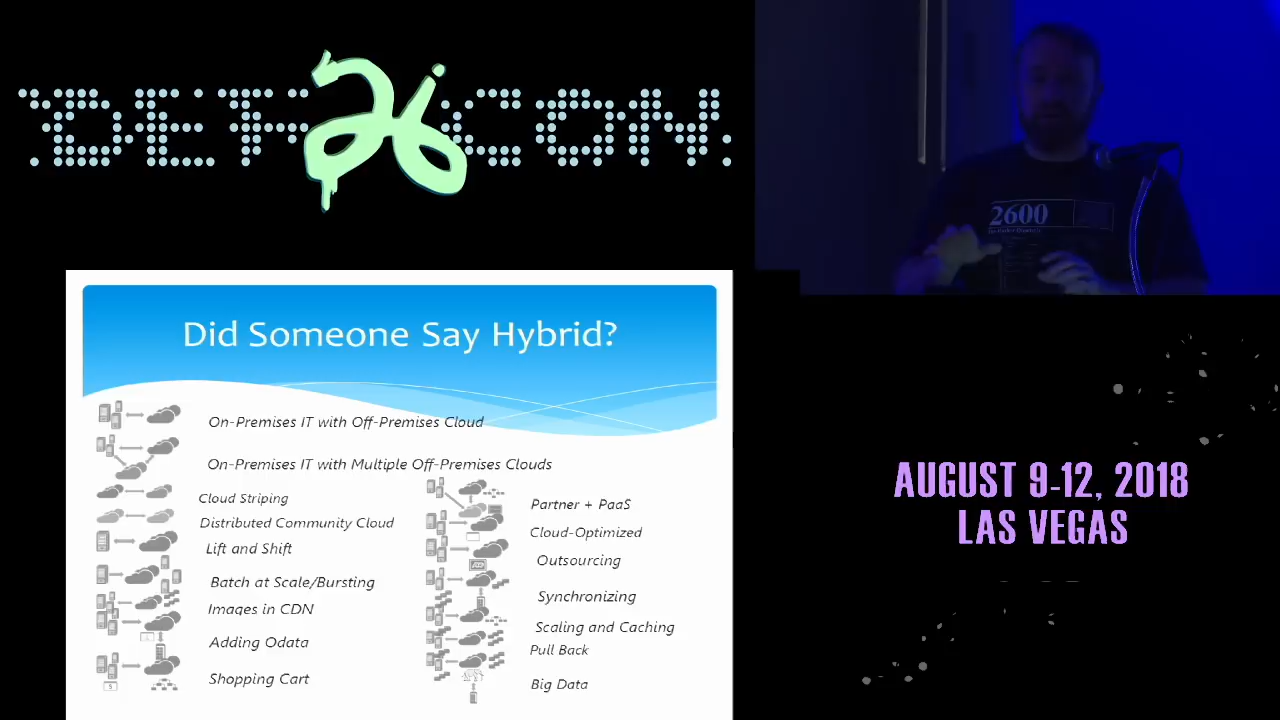 DEF CON
26
2600
Did Someone Say Hybrid?
On-Premises IT with Off-Premises Cloud
On-Premises IT with Multiple Off-Premises Clouds
Cloud Striping
Distributed Community Cloud
Lift and Shift
Batch at Scale/Bursting
Images in CDN
Adding Odata
Shopping Cart
Partner + PaaS
Cloud-Optimized
Outsourcing
Synchronizing
Scaling and Caching
Pull Back
Big Data
AUGUST 9-12, 2018
LAS VEGAS